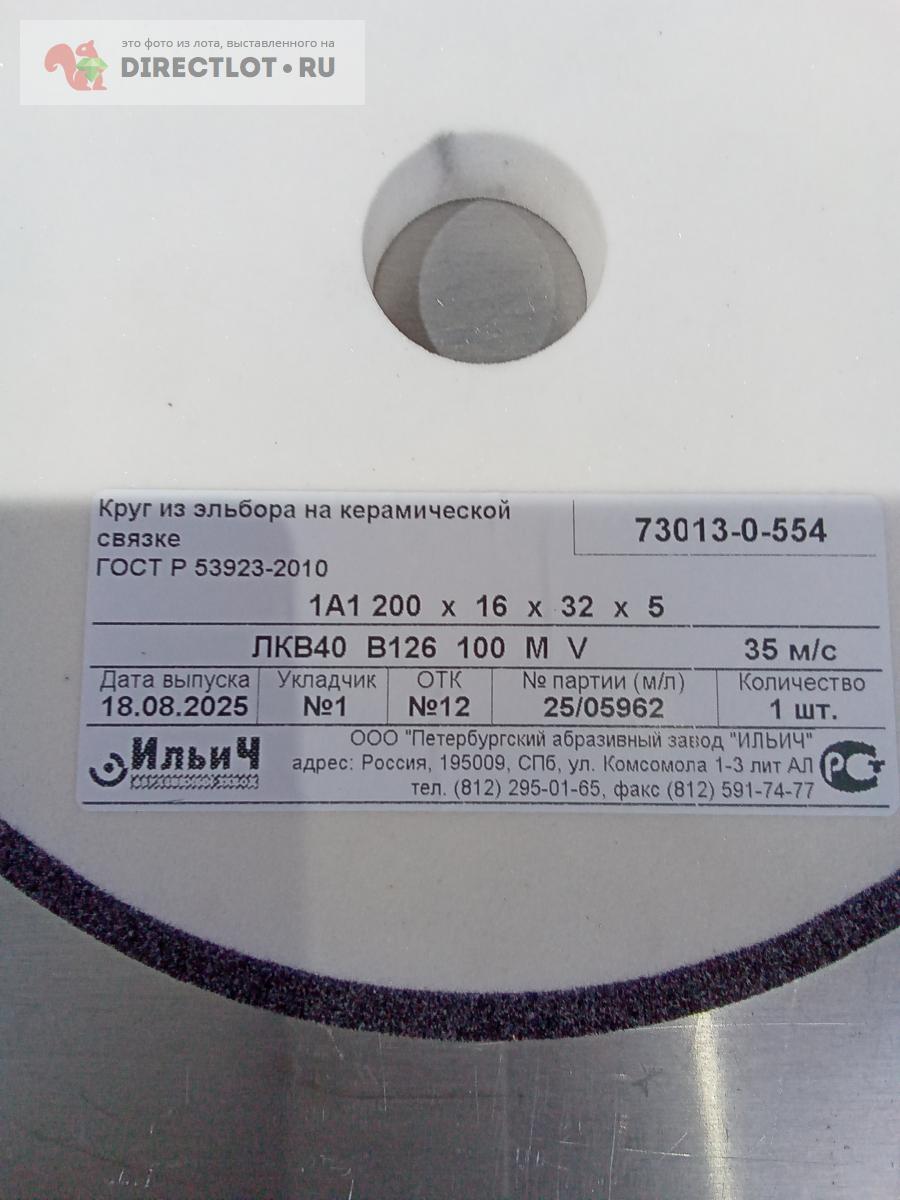 это фото из лота, выставленного на
DIRECTLOT•RU
Круг из эльбора на керамической
связке
73013-0-554
ГОСТ Р 53923-2010
1А1 200 х 16 х 32 х 5
ЛКВ40 В126 100 М V 35 м/с
Дата выпуска Укладчик ОТК № партии (м/л) Количество
18.08.2025 №1 №12 25/05962 1 шт.
ИльиЧ
ООО "Петербургский абразивный завод "ИЛЬИЧ"
адрес: Россия, 195009, СПб, ул. Комсомола 1-3 лит АЛ
тел. (812) 295-01-65, факс (812) 591-74-77